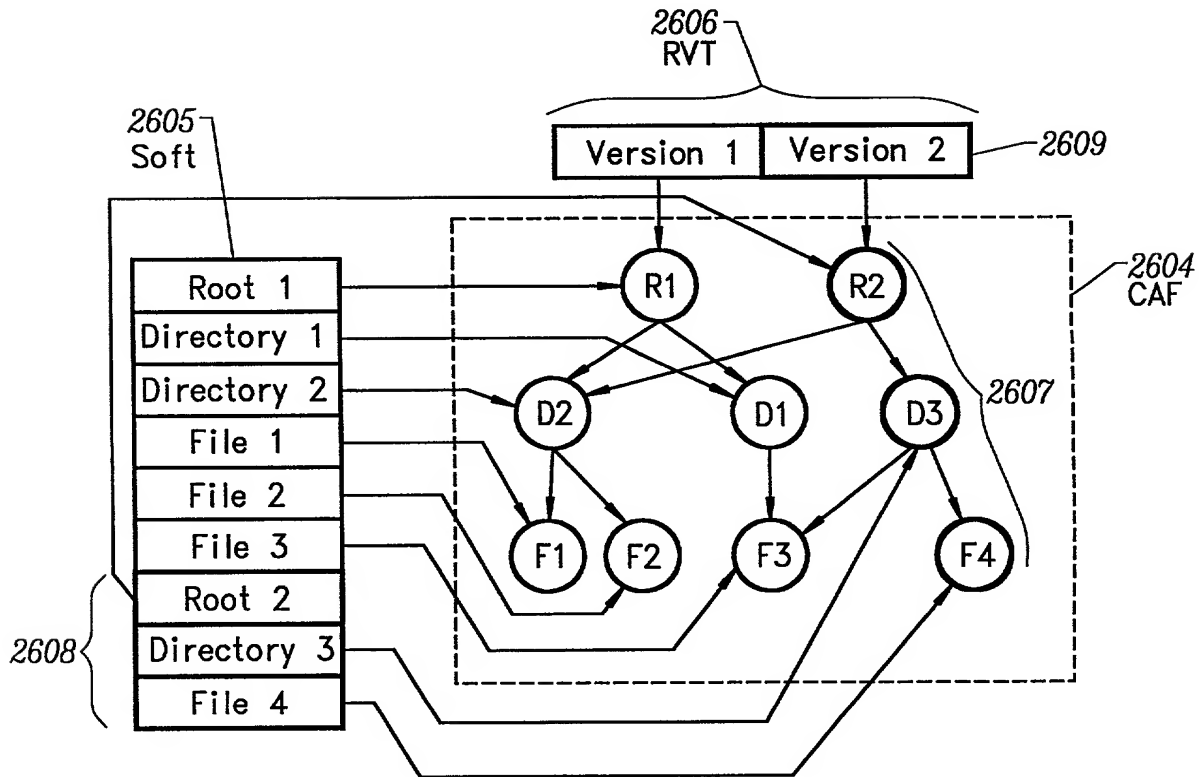 2606
RVT
2605
Soft
Version 1
Version 2
2609
Root 1
Directory 1
Directory 2
File 1
File 2
File 3
Root 2
Directory 3
File 4
2608
R1
R2
2604
CAF
D2
D1
D3
2607
F1
F2
F3
F4